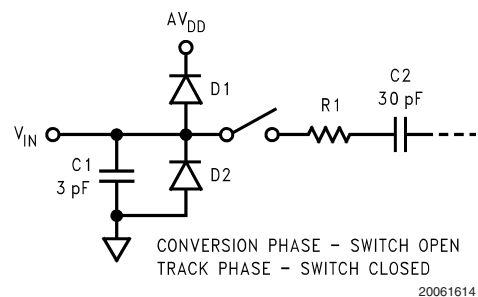 AVDD
D1
C2
30 pF
R1
VIN
C1
3 pF
D2
CONVERSION PHASE – SWITCH OPEN
TRACK PHASE – SWITCH CLOSED
20061614